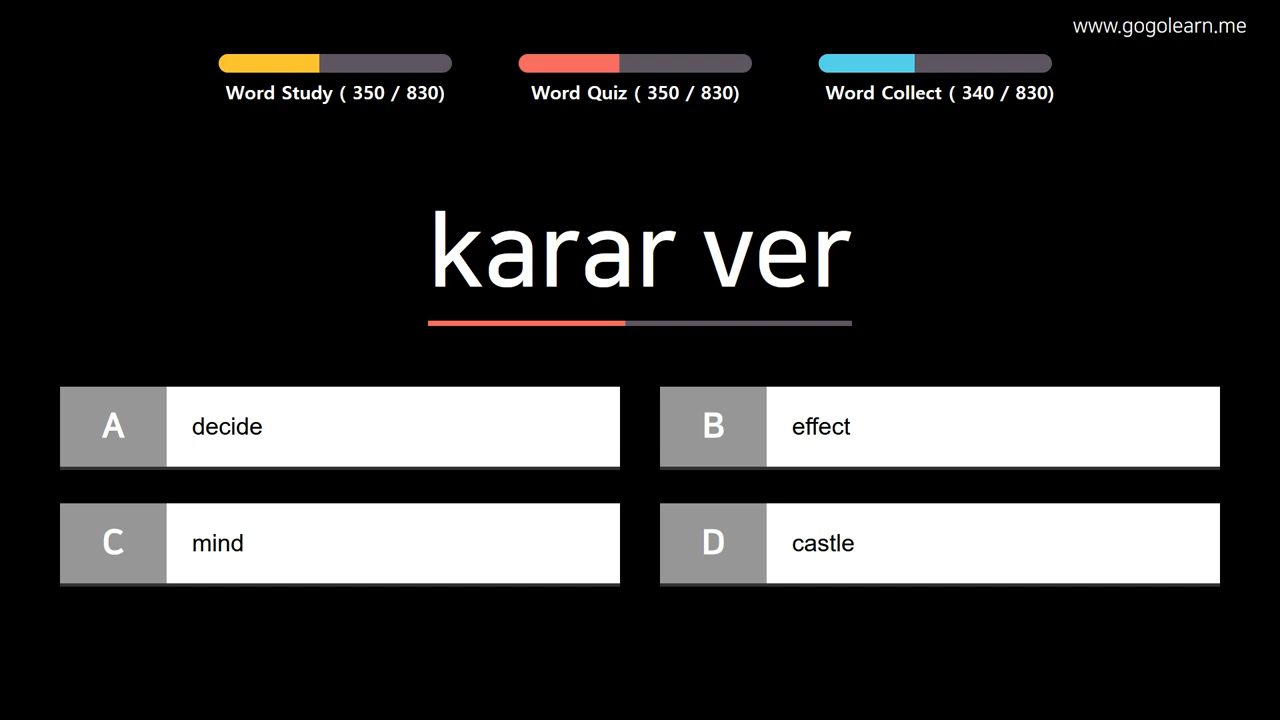 www.gogolearn.me
Word Study ( 350 / 830)
Word Quiz ( 350 / 830)
Word Collect ( 340 / 830)
karar ver
A decide
B effect
C mind
D castle